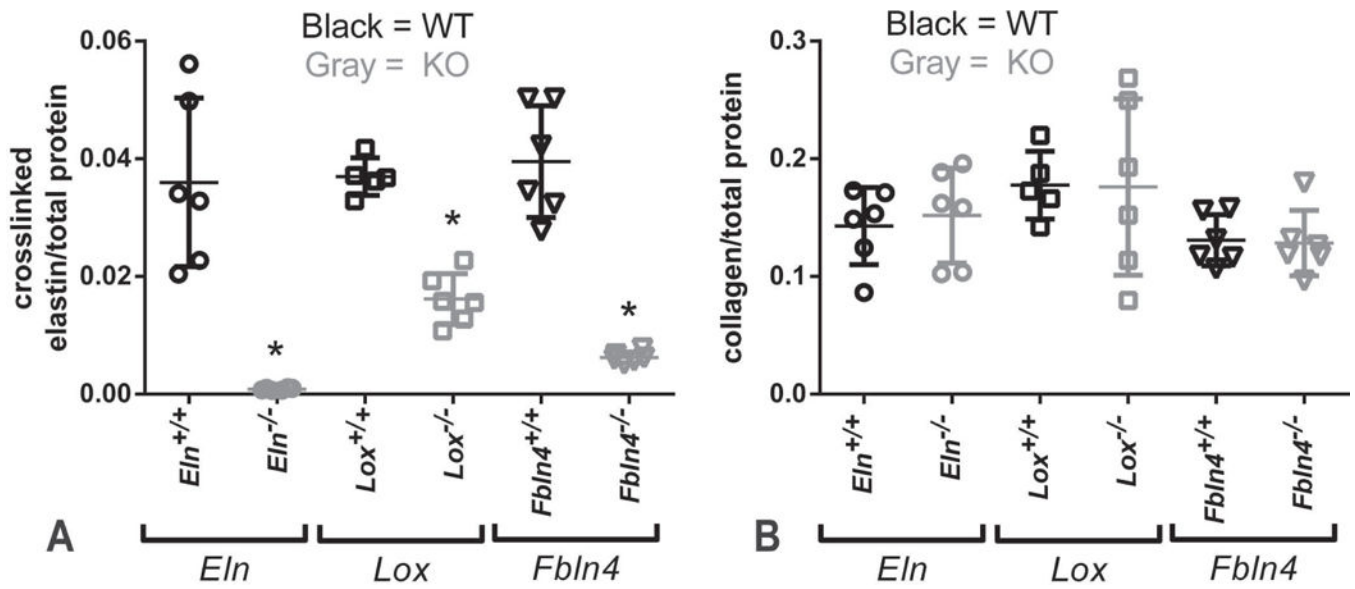 Black = WT
Gray = KO
crosslinked
elastin/total protein
0.06
0.04
0.02
0.00
*
*
*
Eln+/+
Eln-/-
Lox+/+
Lox-/-
Fbln4+/+
Fbln4-/-
A
Eln
Lox
Fbln4
Black = WT
Gray = KO
collagen/total protein
0.3
0.2
0.1
0.0
Eln+/+
Eln-/-
Lox+/+
Lox-/-
Fbln4+/+
Fbln4-/-
B
Eln
Lox
Fbln4